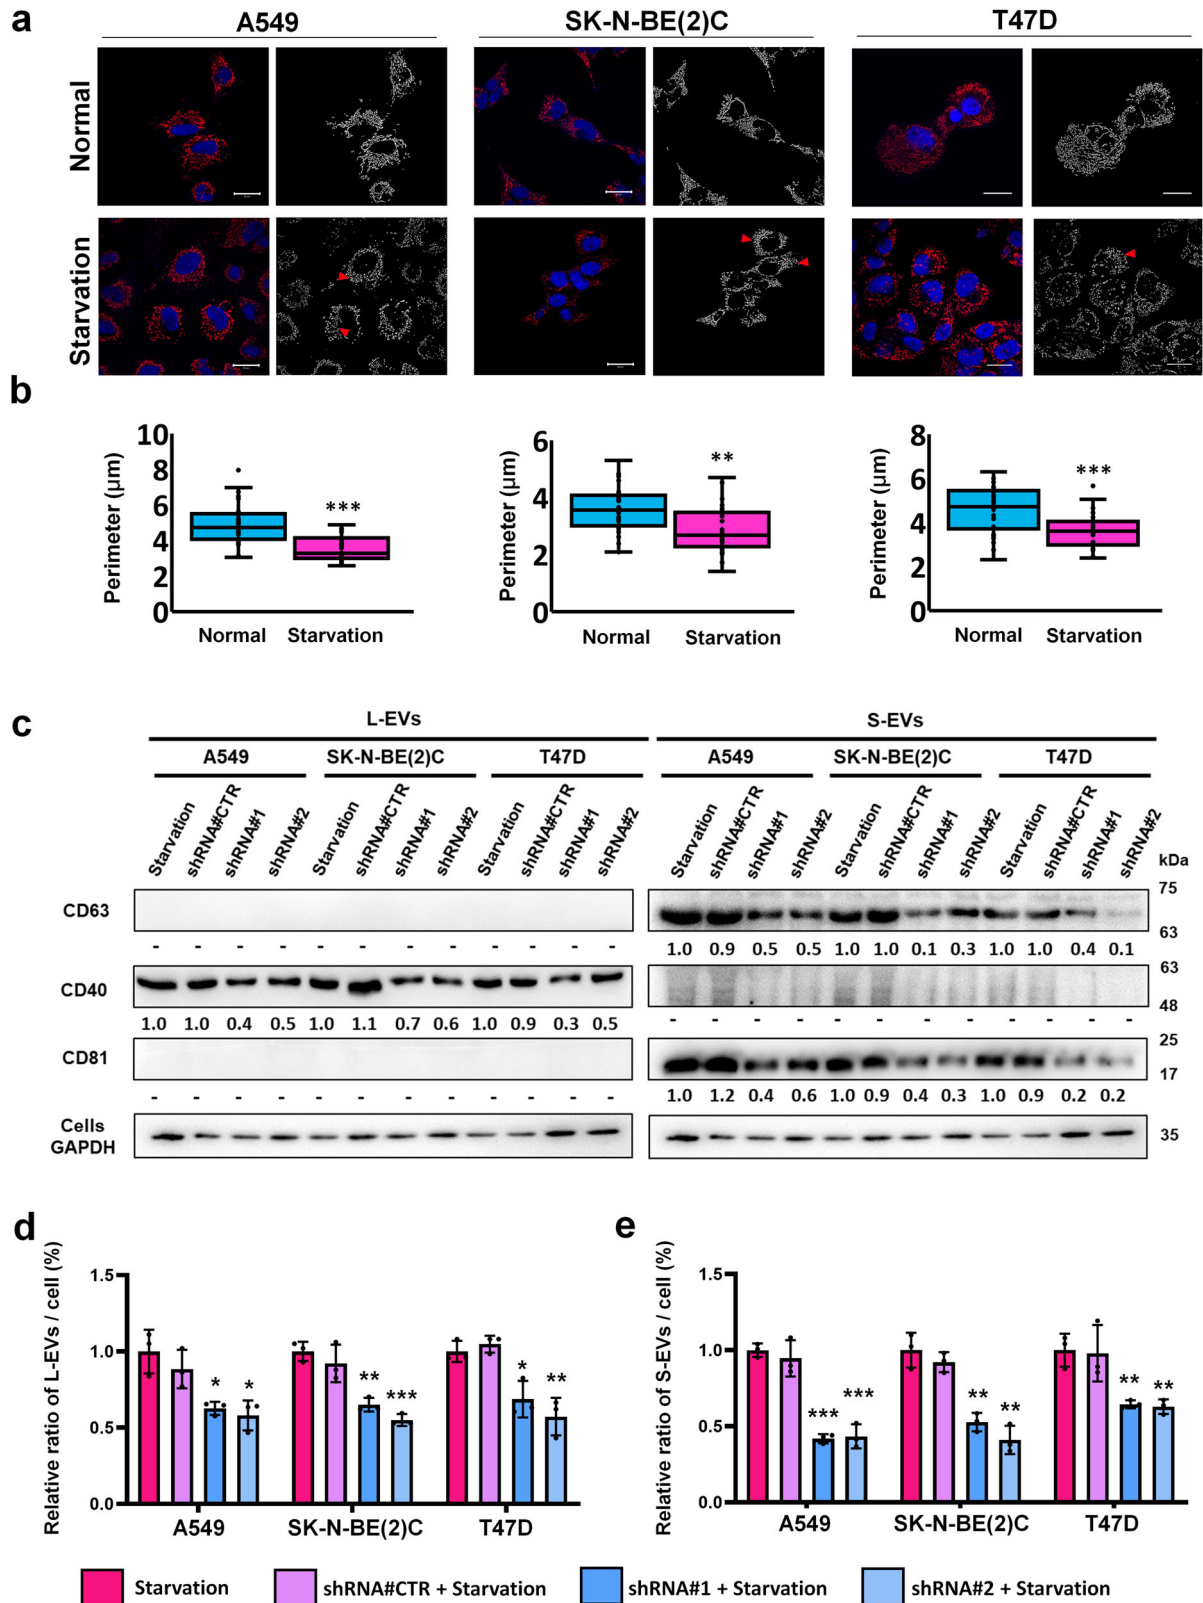 a
A549 SK-N-BE(2)C T47D
Normal
Starvation
b
Perimeter (µm) 10 8 6 4 2 0 *** Normal Starvation
Perimeter (µm) 6 4 2 0 ** Normal Starvation
Perimeter (µm) 8 6 4 2 0 *** Normal Starvation
c
L-EVs S-EVs
A549 SK-N-BE(2)C T47D A549 SK-N-BE(2)C T47D
Starvation shRNA#CTR shRNA#1 shRNA#2 Starvation shRNA#CTR shRNA#1 shRNA#2 Starvation shRNA#CTR shRNA#1 shRNA#2 Starvation shRNA#CTR shRNA#1 shRNA#2 Starvation shRNA#CTR shRNA#1 shRNA#2 Starvation shRNA#CTR shRNA#1 shRNA#2
kDa
CD63 75
63
- - - - - - - - - - - - 1.0 0.9 0.5 0.5 1.0 1.0 0.1 0.3 1.0 1.0 0.4 0.1
CD40 63
48
1.0 1.0 0.4 0.5 1.0 1.1 0.7 0.6 1.0 0.9 0.3 0.5 - - - - - - - - - - - -
CD81 25
17
- - - - - - - - - - - - 1.0 1.2 0.4 0.6 1.0 0.9 0.4 0.3 1.0 0.9 0.2 0.2
Cells
GAPDH 35
d
Relative ratio of L-EVs / cell (%)
1.5
1.0
0.5
0.0
* * ** *** * **
A549 SK-N-BE(2)C T47D
e
Relative ratio of S-EVs / cell (%)
1.5
1.0
0.5
0.0
*** *** ** ** ** **
A549 SK-N-BE(2)C T47D
Starvation shRNA#CTR + Starvation shRNA#1 + Starvation shRNA#2 + Starvation